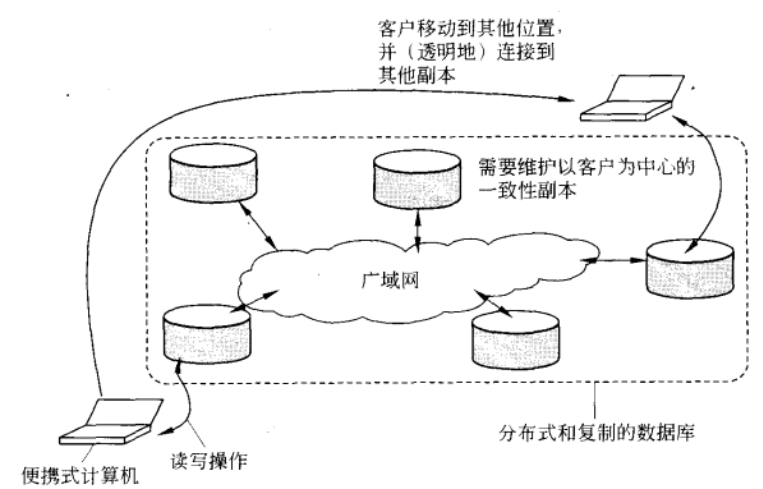 客户移动到其他位置，
并（透明地）连接到
其他副本
需要维护以客户为中心的
一致性副本
广域网
分布式和复制的数据库
读写操作
便携式计算机